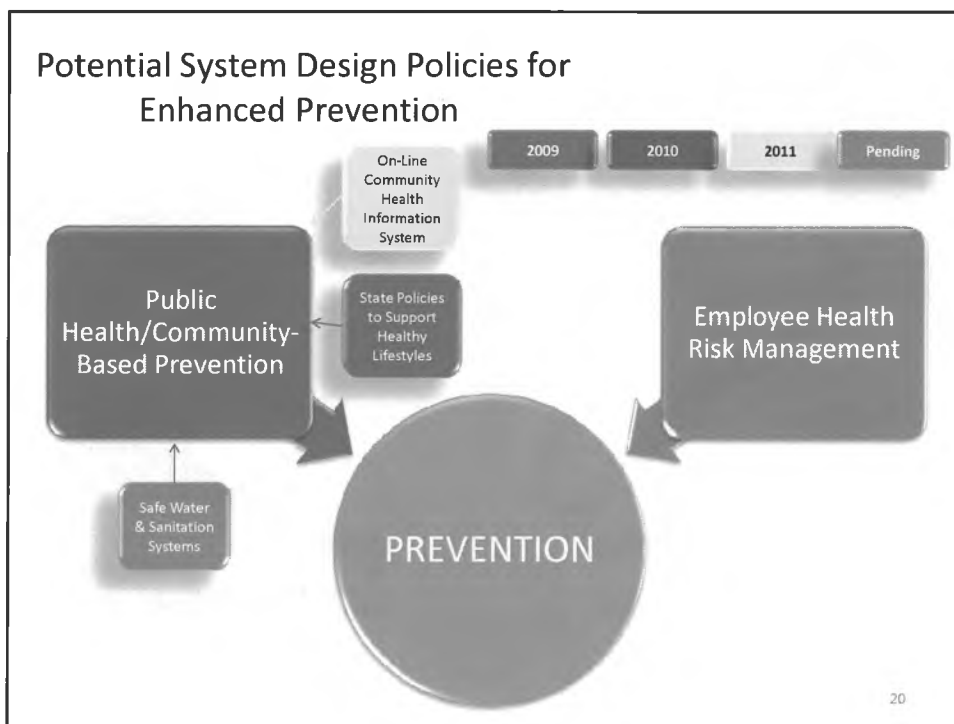 Potential System Design Policies for
Enhanced Prevention
2009
2010
2011
Pending
On-Line
Community
Health
Information
System
Public
Health/Community-
Based Prevention
State Policies
to Support
Healthy
Lifestyles
Employee Health
Risk Management
Safe Water
& Sanitation
Systems
PREVENTION
20